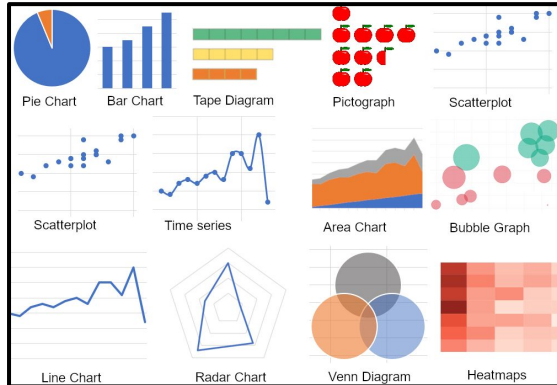 Pie Chart
Bar Chart
Tape Diagram
Pictograph
Scatterplot
Scatterplot
Time series
Area Chart
Bubble Graph
Line Chart
Radar Chart
Venn Diagram
Heatmaps